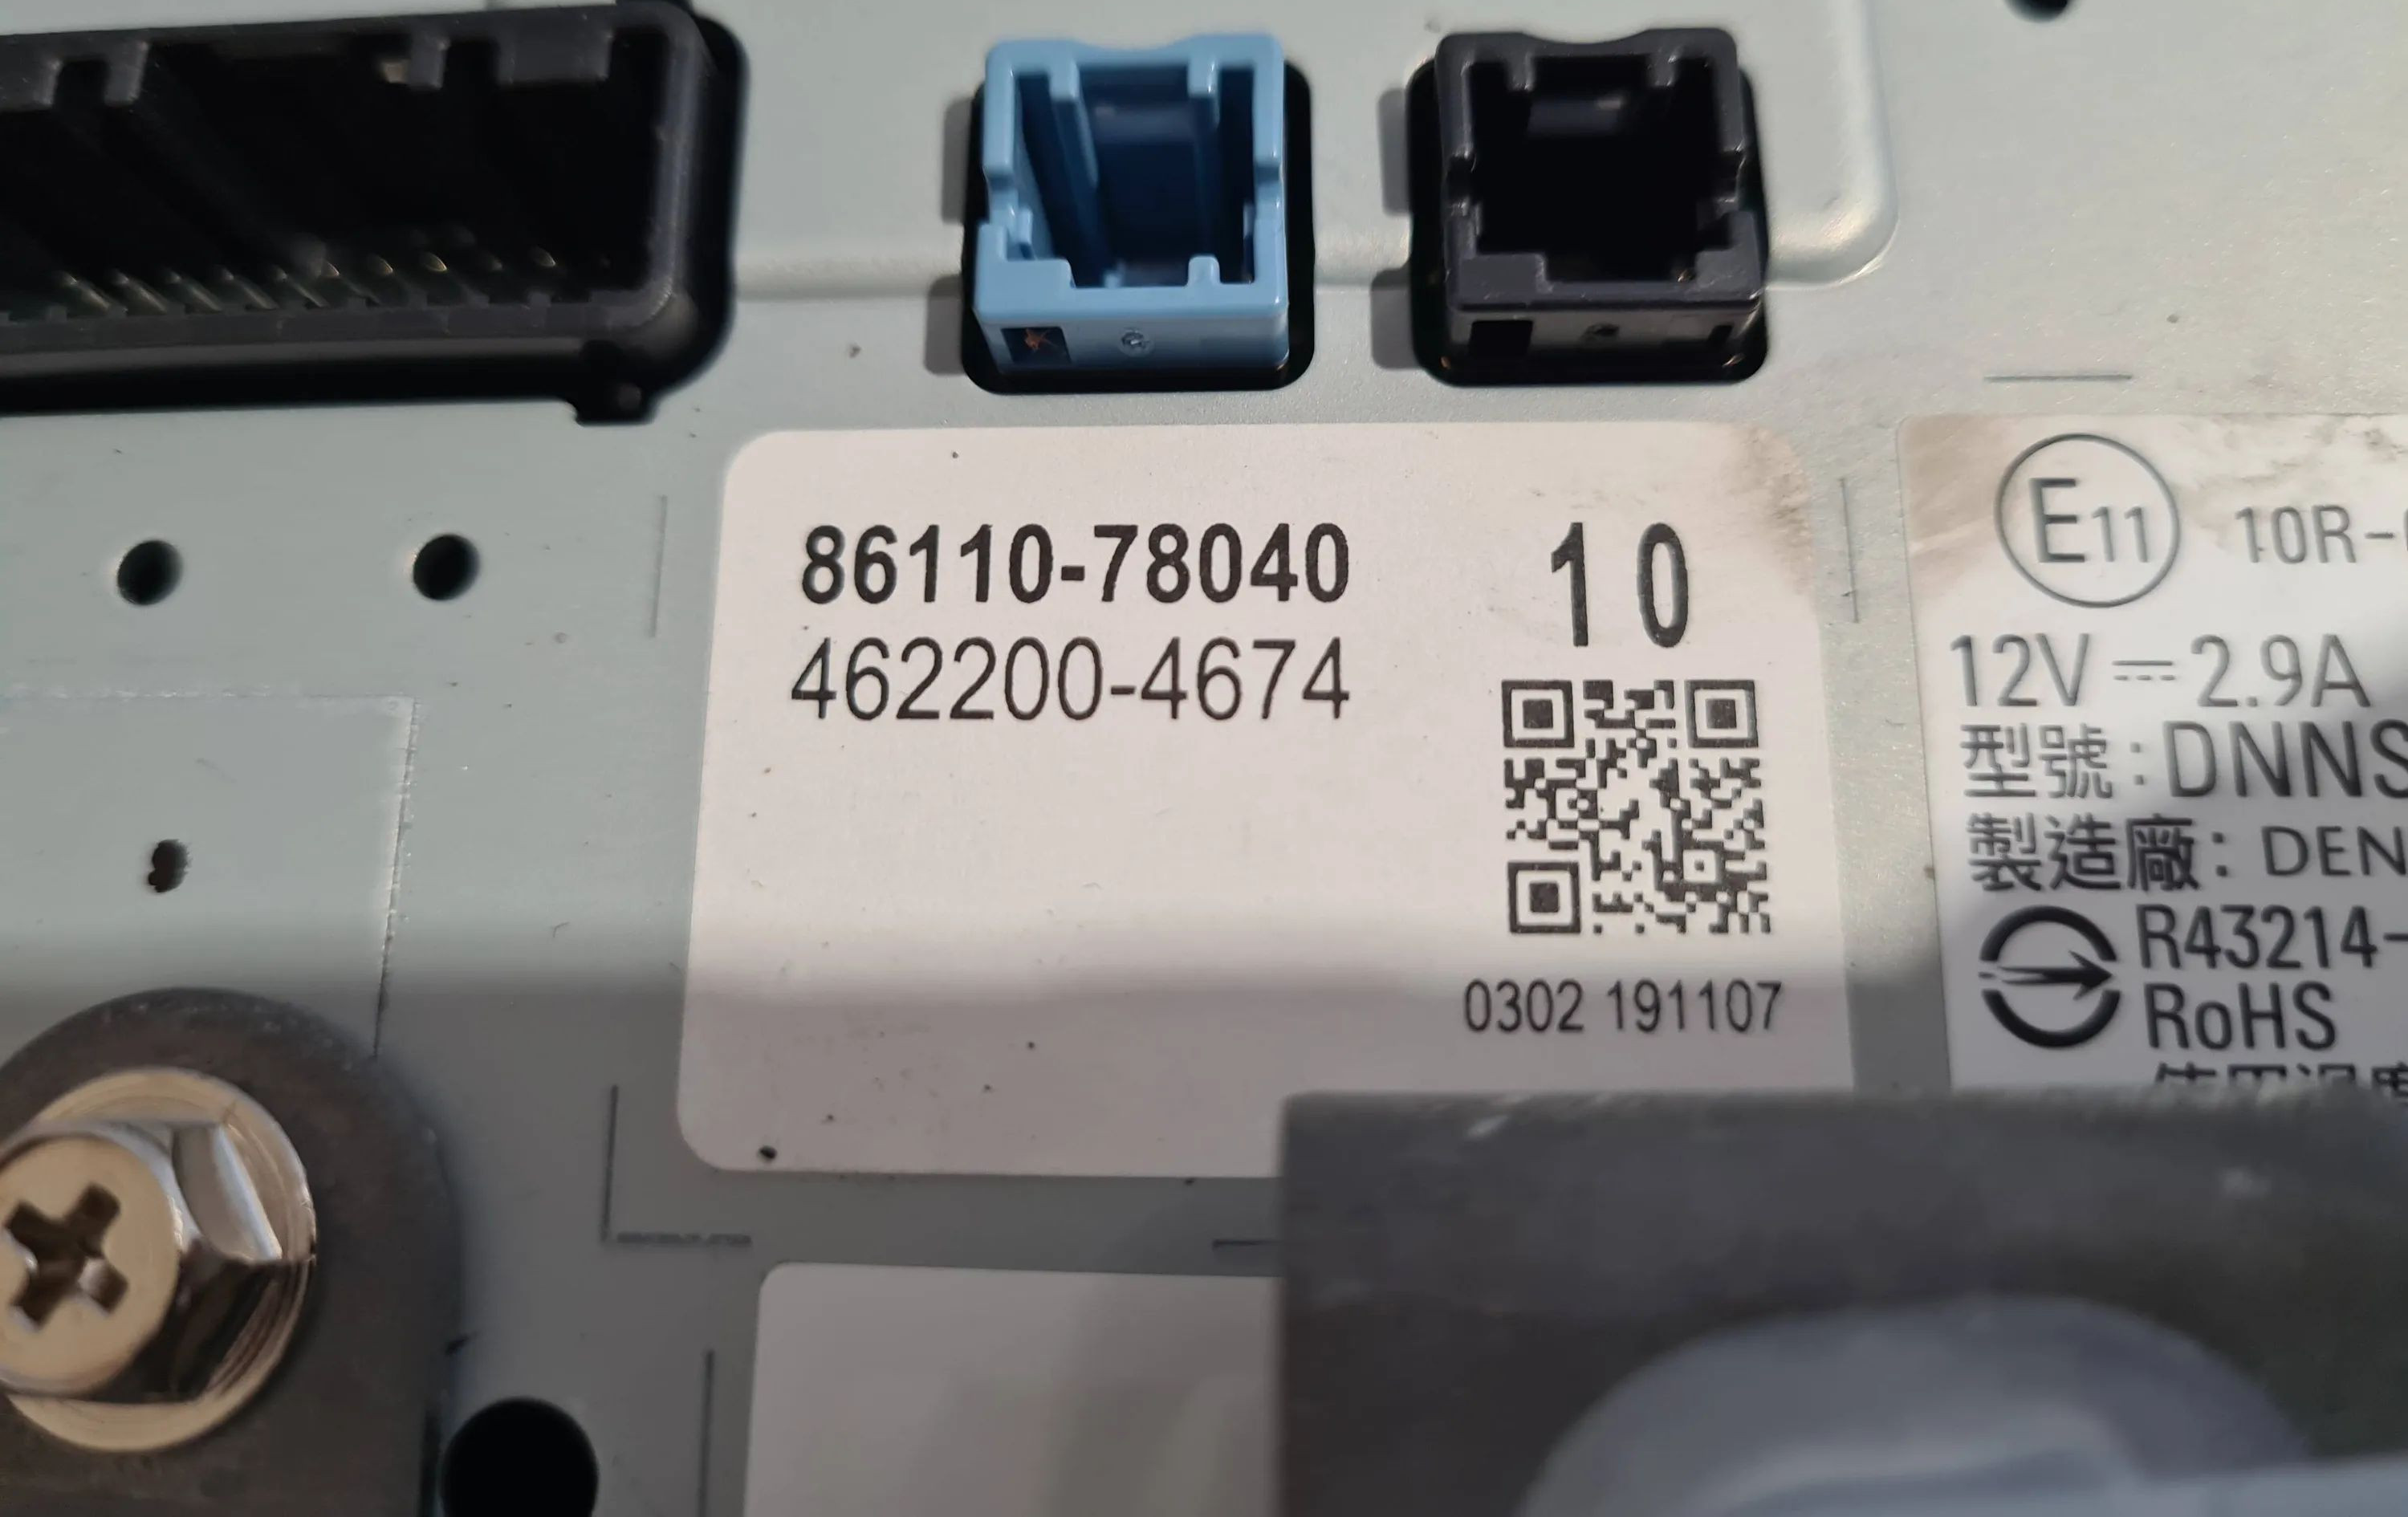 86110-78040
462200-4674
10
0302 191107
E11
10R-
12V ⎓ 2.9A
型號:DNNS
製造廠:DEN
R43214-
RoHS